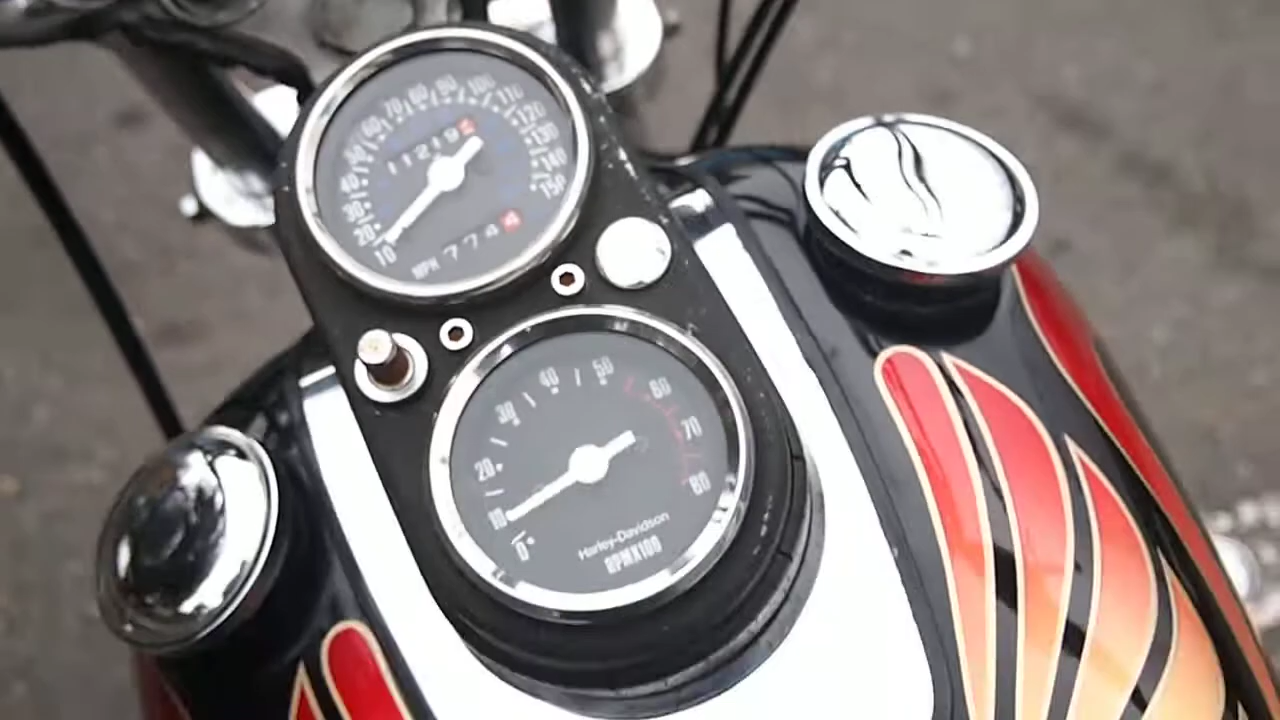 10 20 30 40 50 60 70 80 90 100 110 120 130 140 150
11219
MPH
774 4
0 10 20 30 40 50 60 70 80
Harley-Davidson
RPMX100